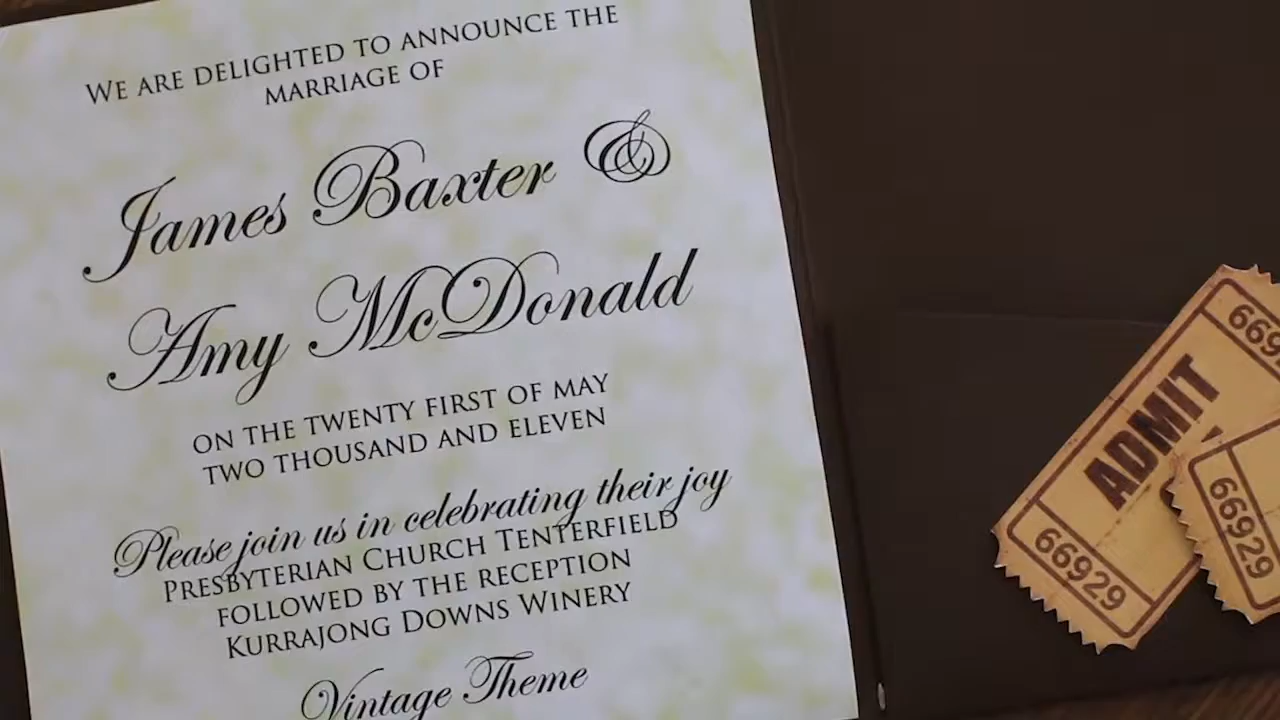 WE ARE DELIGHTED TO ANNOUNCE THE
MARRIAGE OF
James Baxter &
Amy McDonald
ON THE TWENTY FIRST OF MAY
TWO THOUSAND AND ELEVEN
Please join us in celebrating their joy
PRESBYTERIAN CHURCH TENTERFIELD
FOLLOWED BY THE RECEPTION
KURRAJONG DOWNS WINERY
Vintage Theme
ADMIT
66929
66929